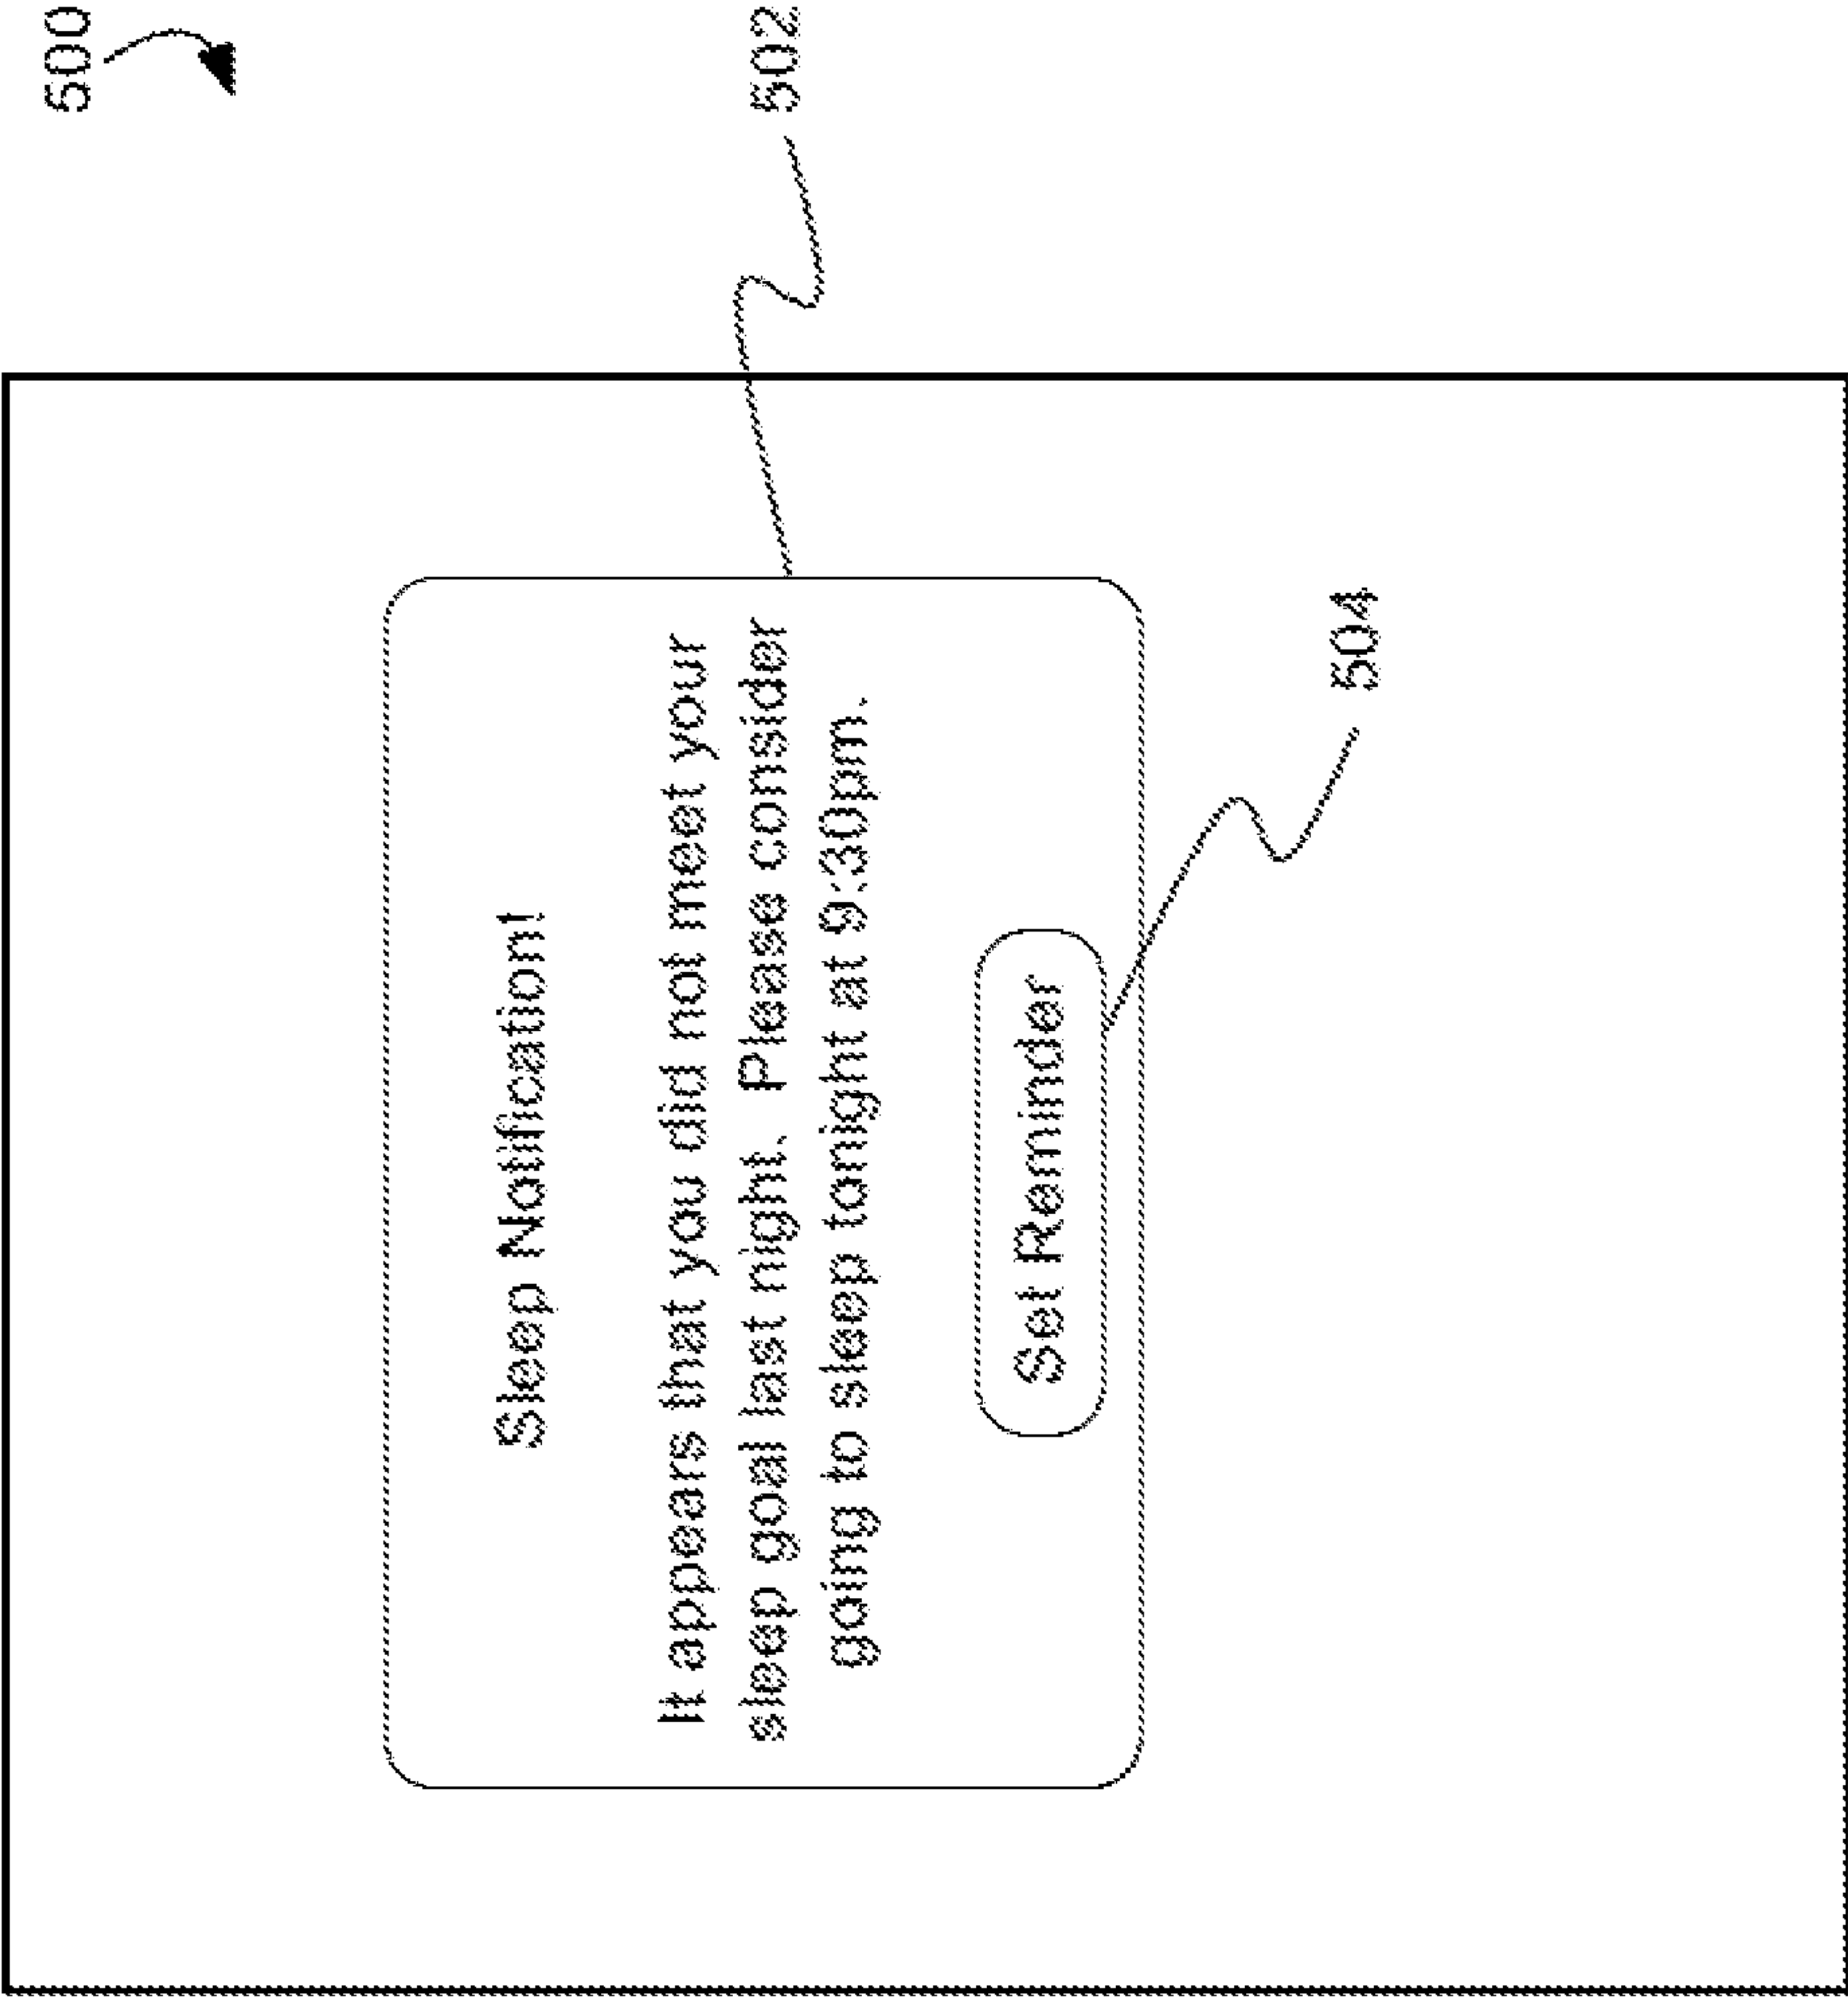 500
502
Sleep Notification!
It appears that you did not meet your
sleep goal last night.  Please consider
going to sleep tonight at 9:30pm.
Set Reminder
504